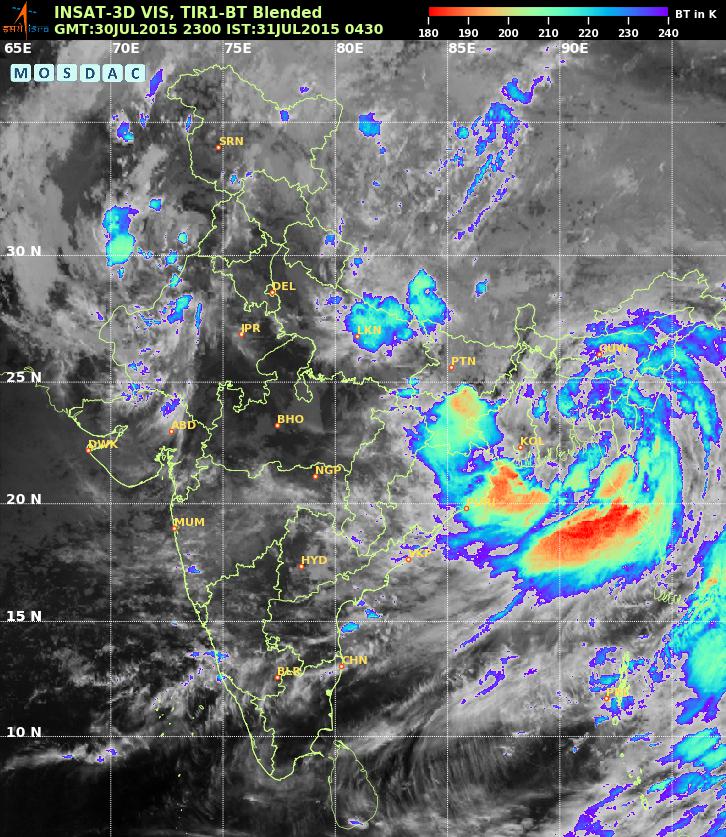 INSAT-3D VIS, TIR1-BT Blended
GMT:30JUL2015 2300 IST:31JUL2015 0430
BT in K
180 190 200 210 220 230 240
65E 70E 75E 80E 85E 90E
MOSDAC
SRN
30 N
DEL
JPR LKN
PTN
25 N
BHO
ABD
DWK KOL
NGP
20 N
MUM
HYD
15 N
CHN
BLR
10 N